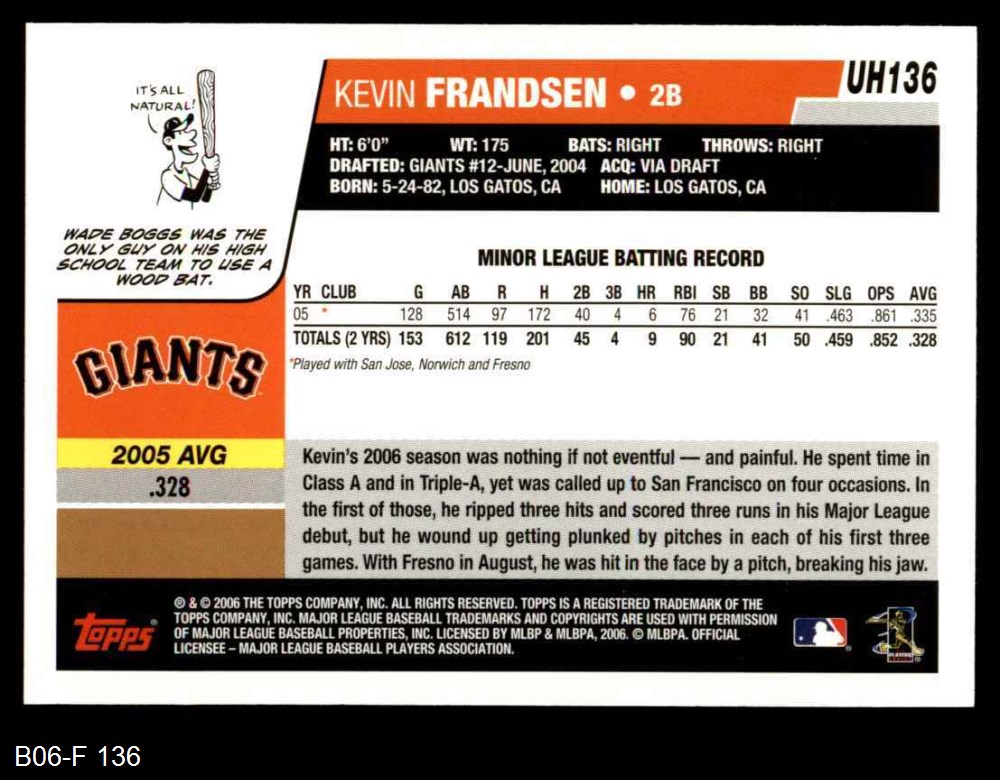 IT'S ALL
NATURAL!
WADE BOGGS WAS THE
ONLY GUY ON HIS HIGH
SCHOOL TEAM TO USE A
WOOD BAT.
KEVIN FRANDSEN • 2B
UH136
HT: 6'0" WT: 175 BATS: RIGHT THROWS: RIGHT
DRAFTED: GIANTS #12-JUNE, 2004 ACQ: VIA DRAFT
BORN: 5-24-82, LOS GATOS, CA HOME: LOS GATOS, CA
MINOR LEAGUE BATTING RECORD
YR CLUB G AB R H 2B 3B HR RBI SB BB SO SLG OPS AVG
05 * 128 514 97 172 40 4 6 76 21 32 41 .463 .861 .335
TOTALS (2 YRS) 153 612 119 201 45 4 9 90 21 41 50 .459 .852 .328
*Played with San Jose, Norwich and Fresno
GIANTS
2005 AVG
.328
Kevin's 2006 season was nothing if not eventful — and painful. He spent time in
Class A and in Triple-A, yet was called up to San Francisco on four occasions. In
the first of those, he ripped three hits and scored three runs in his Major League
debut, but he wound up getting plunked by pitches in each of his first three
games. With Fresno in August, he was hit in the face by a pitch, breaking his jaw.
Topps
® & © 2006 THE TOPPS COMPANY, INC. ALL RIGHTS RESERVED. TOPPS IS A REGISTERED TRADEMARK OF THE
TOPPS COMPANY, INC. MAJOR LEAGUE BASEBALL TRADEMARKS AND COPYRIGHTS ARE USED WITH PERMISSION
OF MAJOR LEAGUE BASEBALL PROPERTIES, INC. LICENSED BY MLBP & MLBPA, 2006. © MLBPA. OFFICIAL
LICENSEE – MAJOR LEAGUE BASEBALL PLAYERS ASSOCIATION.
B06-F 136